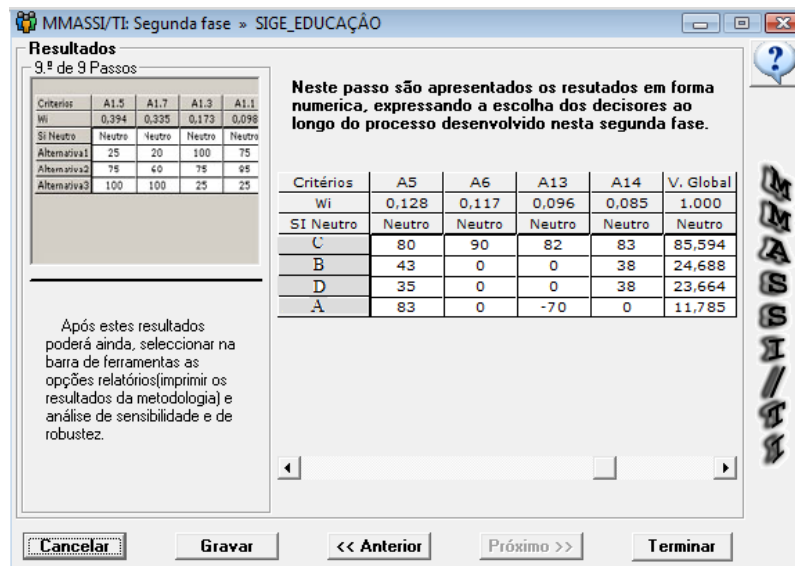 MMASSI/TI: Segunda fase » SIGE_EDUCAÇÂO
Resultados
9.º de 9 Passos
Criterios A1.5 A1.7 A1.3 A1.1
Wi 0,394 0,335 0,173 0,098
Si Neutro Neutro Neutro Neutro Neutro
Alternativa1 25 20 100 75
Alternativa2 75 60 75 95
Alternativa3 100 100 25 25
Após estes resultados
poderá ainda, seleccionar na
barra de ferramentas as
opções relatórios(imprimir os
resultados da metodologia) e
análise de sensibilidade e de
robustez.
Neste paso são apresentados os resutados em forma
numerica, expressando a escolha dos decisores ao
longo do processo desenvolvido nesta segunda fase.
Critérios A5 A6 A13 A14 V. Global
Wi 0,128 0,117 0,096 0,085 1.000
SI Neutro Neutro Neutro Neutro Neutro Neutro
C 80 90 82 83 85,594
B 43 0 0 38 24,688
D 35 0 0 38 23,664
A 83 0 -70 0 11,785
?
MMASSI/TI
Cancelar Gravar << Anterior Próximo >> Terminar